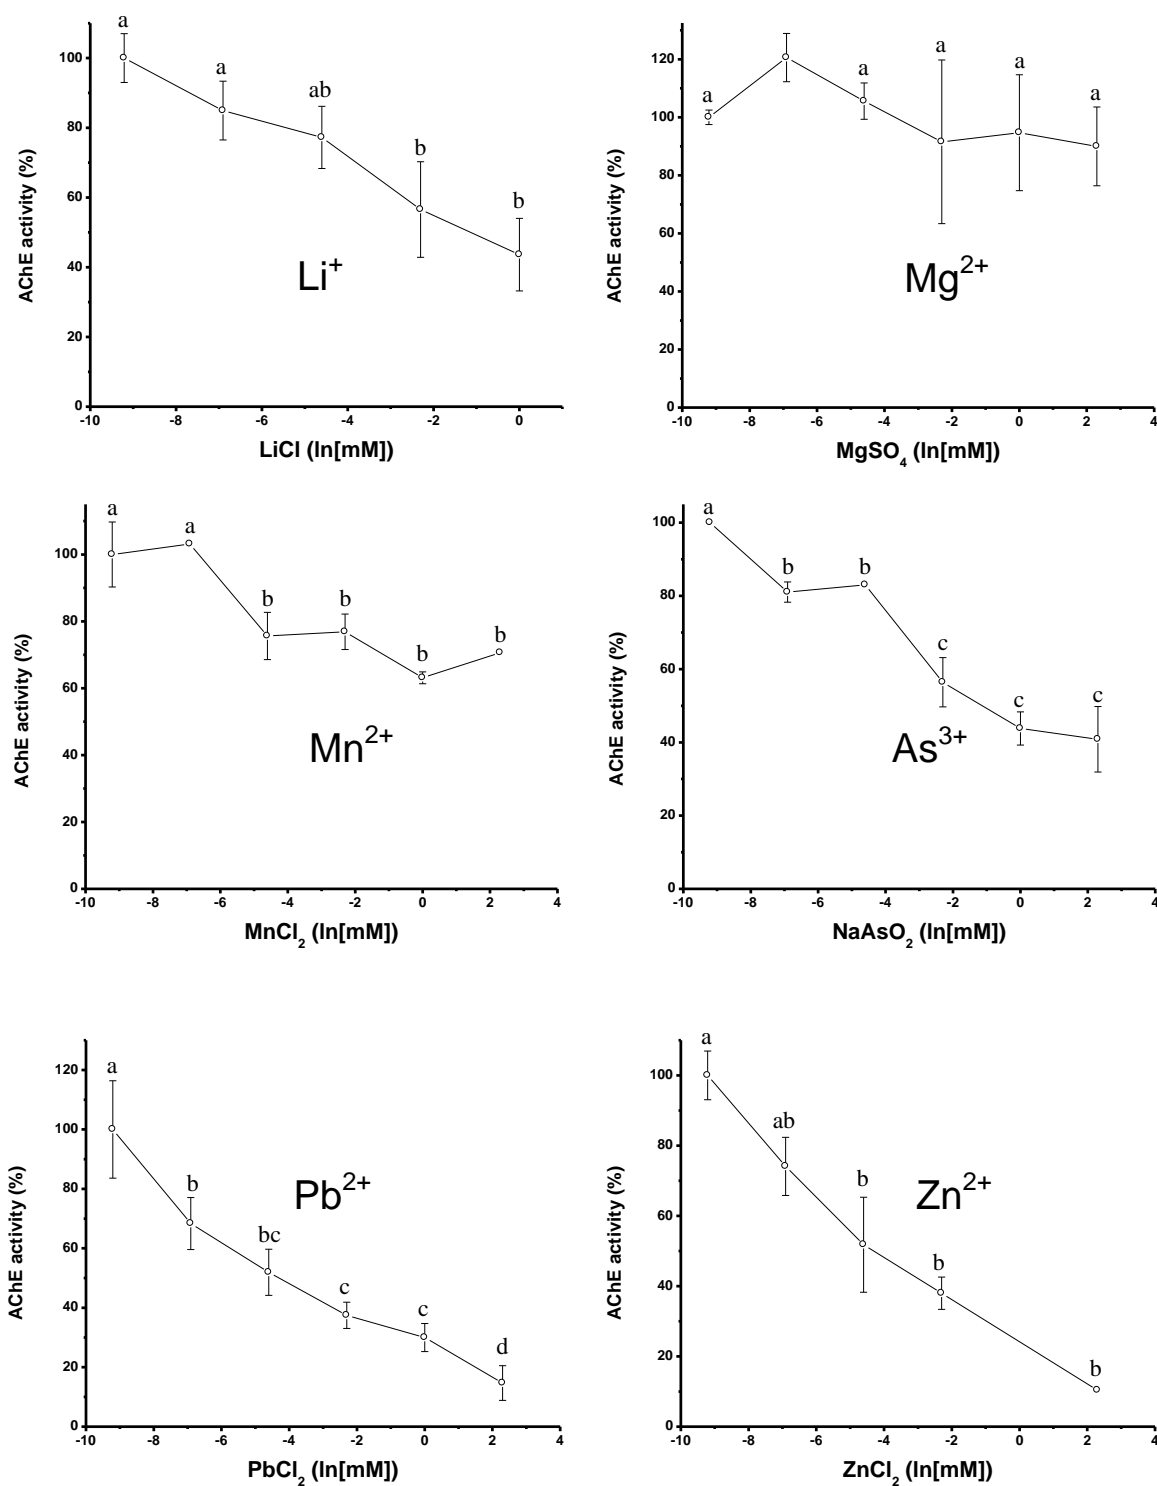 a
a
ab
b
b
100
80
60
40
20
0
AChE activity (%)
Li+
-10 -8 -6 -4 -2 0
LiCl (ln[mM])
a
a
a
a
a
120
100
80
60
40
20
0
AChE activity (%)
Mg2+
-10 -8 -6 -4 -2 0 2 4
MgSO4 (ln[mM])
a
a
b
b
b
b
100
80
60
40
20
0
AChE activity (%)
Mn2+
-10 -8 -6 -4 -2 0 2 4
MnCl2 (ln[mM])
a
b
b
c
c
c
100
80
60
40
20
0
AChE activity (%)
As3+
-10 -8 -6 -4 -2 0 2 4
NaAsO2 (ln[mM])
a
b
bc
c
c
d
120
100
80
60
40
20
0
AChE activity (%)
Pb2+
-10 -8 -6 -4 -2 0 2 4
PbCl2 (ln[mM])
a
ab
b
b
b
100
80
60
40
20
0
AChE activity (%)
Zn2+
-10 -8 -6 -4 -2 0 2 4
ZnCl2 (ln[mM])